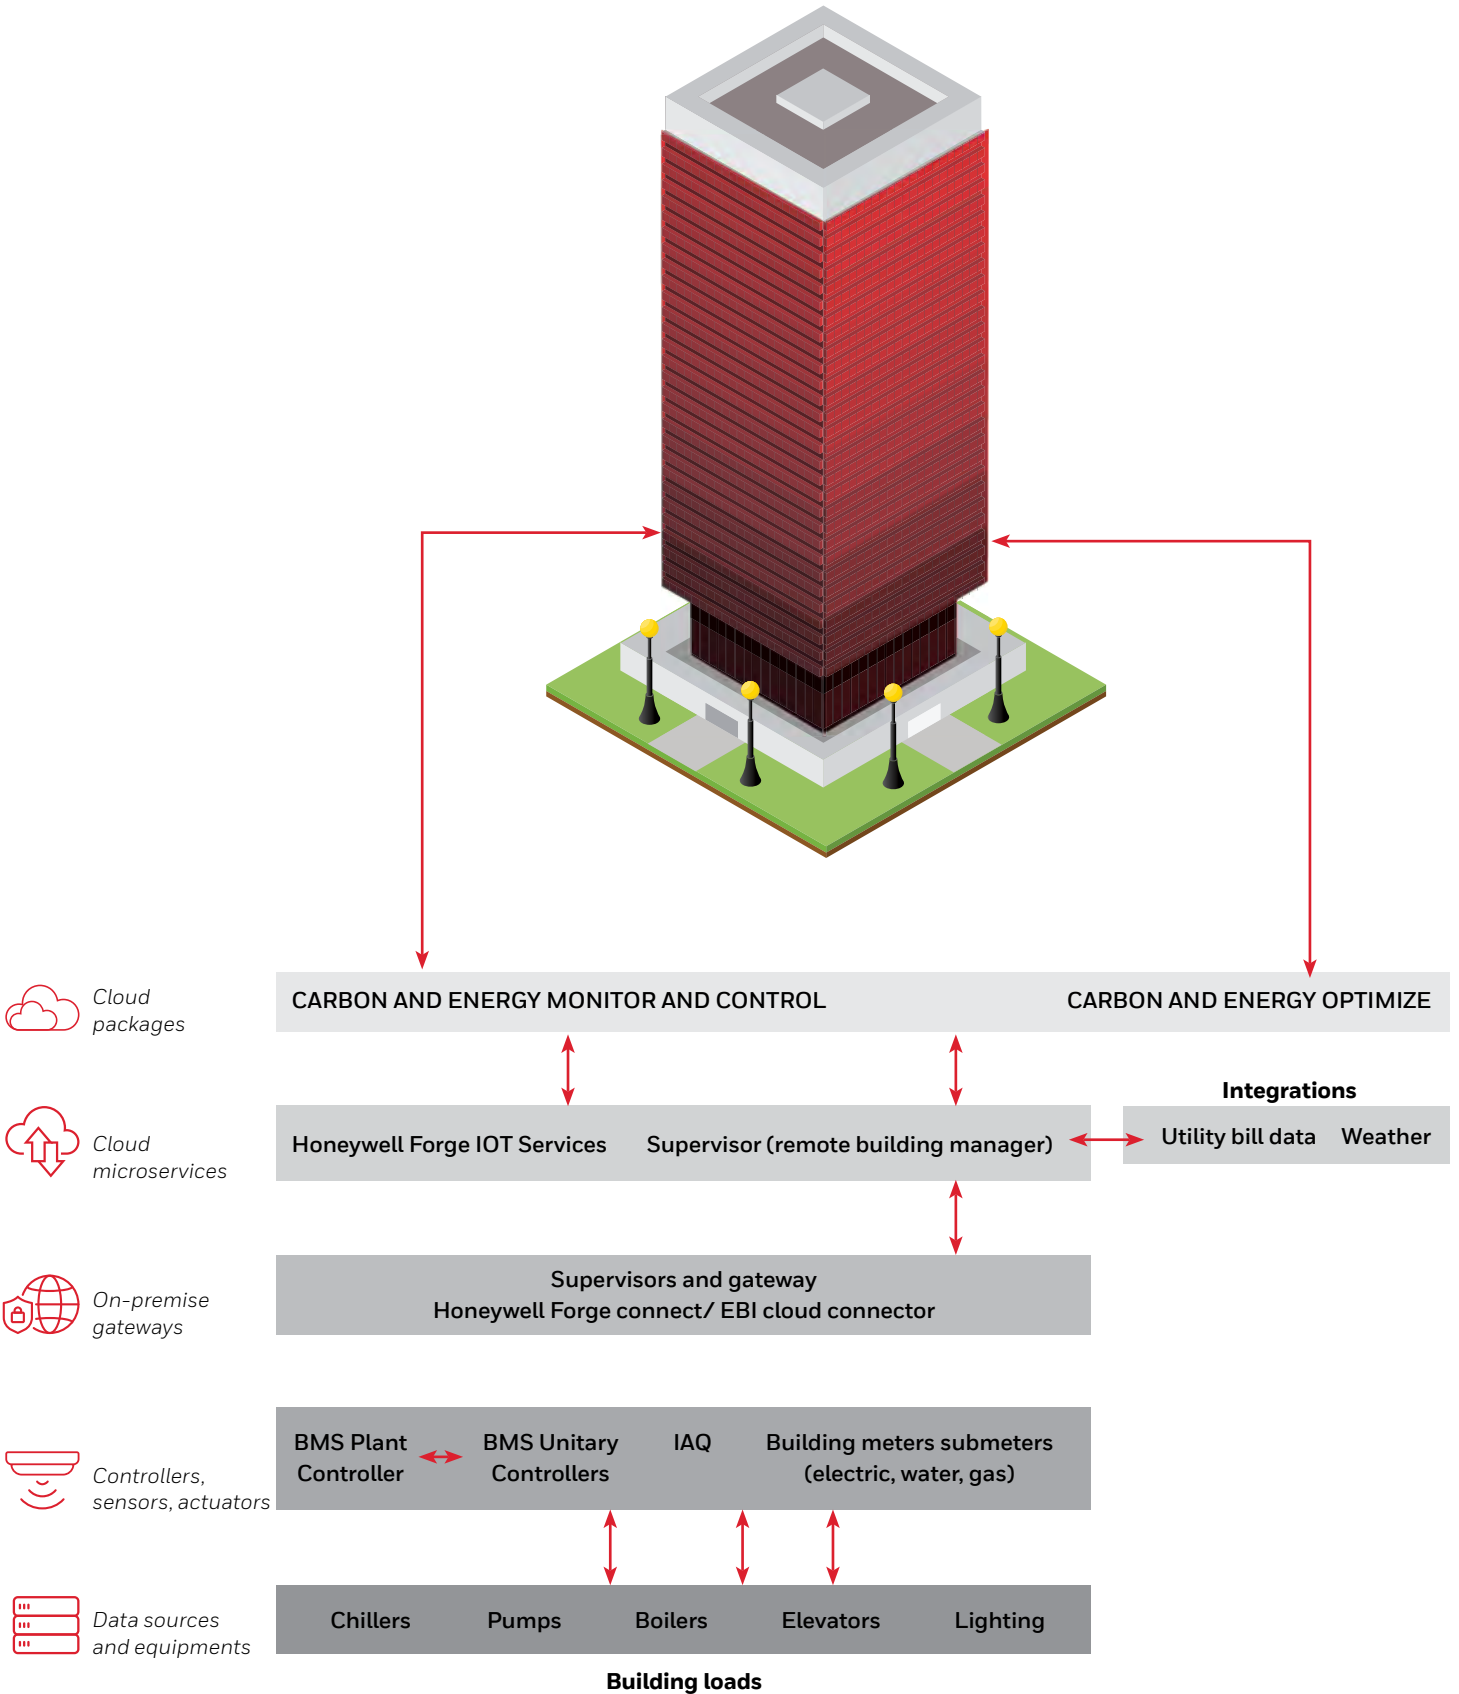 Cloud
packages
CARBON AND ENERGY MONITOR AND CONTROL
CARBON AND ENERGY OPTIMIZE
Integrations
Cloud
microservices
Honeywell Forge IOT Services
Supervisor (remote building manager)
Utility bill data
Weather
On-premise
gateways
Supervisors and gateway
Honeywell Forge connect/ EBI cloud connector
Controllers,
sensors, actuators
BMS Plant
Controller
BMS Unitary
Controllers
IAQ
Building meters submeters
(electric, water, gas)
Data sources
and equipments
Chillers
Pumps
Boilers
Elevators
Lighting
Building loads